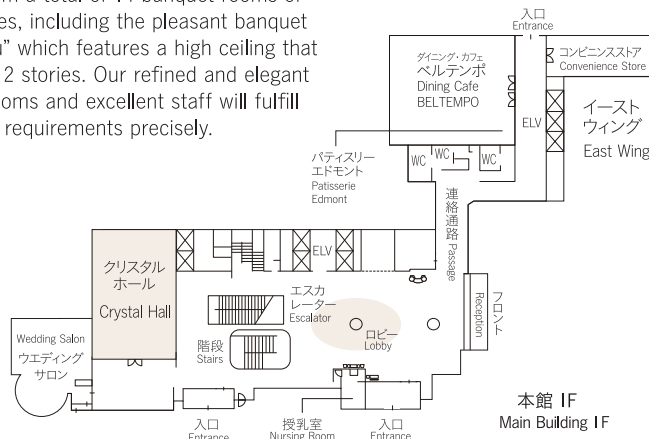 a total of 14 banquet rooms of
including the pleasant banquet
which features a high ceiling that
2 stories. Our refined and elegant
and excellent staff will fulfill
requirements precisely.
入口
Entrance
コンビニンスストア
Convenience Store
ダイニング・カフェ
ベルテンポ
Dining Cafe
BELTEMPO
ELV
イースト
ウィング
East Wing
WC
WC
WC
パティスリー
エドモント
Patisserie
Edmont
連絡通路 Passage
クリスタル
ホール
Crystal Hall
ELV
エスカ
レーター
Escalator
ロビー
Lobby
フロント
Reception
階段
Stairs
Wedding Salon
ウエディング
サロン
入口
Entrance
授乳室
Nursing Room
入口
Entrance
本館 1F
Main Building 1F